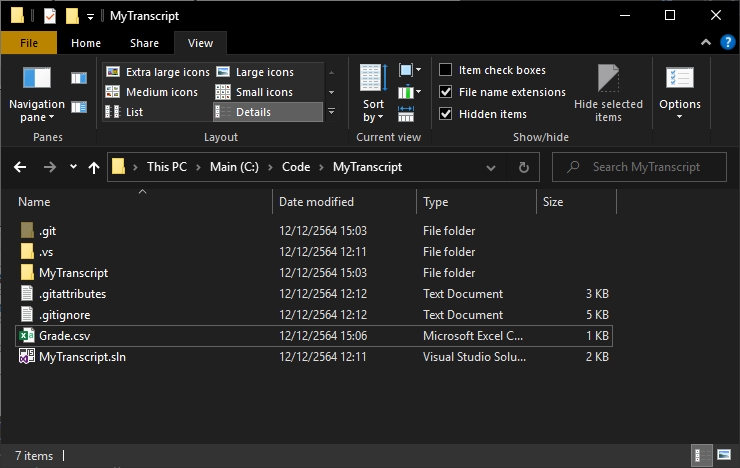 MyTranscript
File Home Share View
Navigation pane
Panes
Extra large icons Large icons
Medium icons Small icons
List Details
Layout
Sort by
Current view
Item check boxes
File name extensions
Hidden items
Hide selected items
Show/hide
Options
This PC Main (C:) Code MyTranscript
Search MyTranscript
Name Date modified Type Size
.git 12/12/2564 15:03 File folder
.vs 12/12/2564 12:11 File folder
MyTranscript 12/12/2564 15:03 File folder
.gitattributes 12/12/2564 12:12 Text Document 3 KB
.gitignore 12/12/2564 12:12 Text Document 5 KB
Grade.csv 12/12/2564 15:06 Microsoft Excel C... 1 KB
MyTranscript.sln 12/12/2564 12:11 Visual Studio Solu... 2 KB
7 items